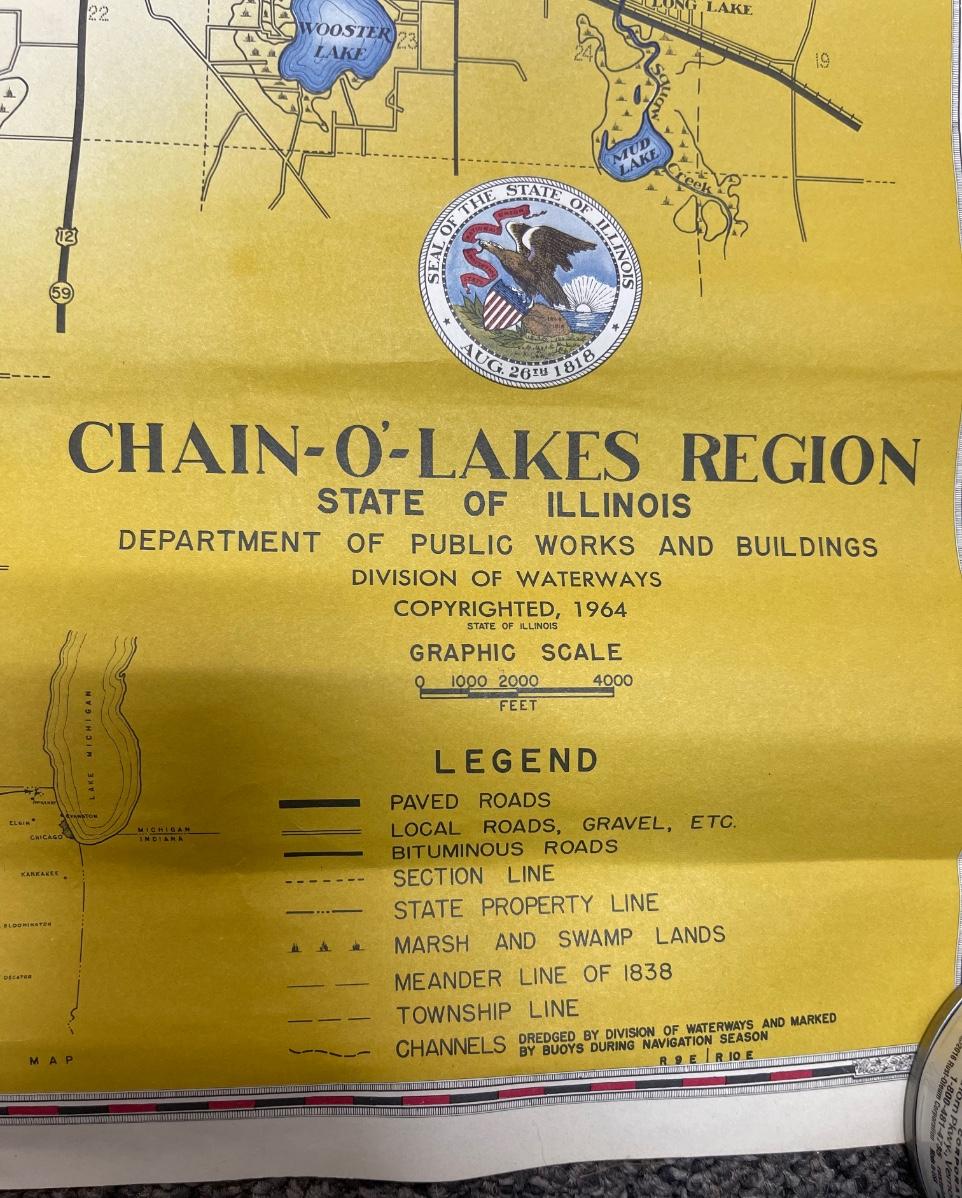 LONG LAKE
22
WOOSTER
LAKE
23
24
19
Squaw
MUD
LAKE
Creek
12
59
SEAL OF THE STATE OF ILLINOIS
AUG. 26TH 1818
CHAIN-O'-LAKES REGION
STATE OF ILLINOIS
DEPARTMENT OF PUBLIC WORKS AND BUILDINGS
DIVISION OF WATERWAYS
COPYRIGHTED, 1964
STATE OF ILLINOIS
GRAPHIC SCALE
0 1000 2000 4000
FEET
LEGEND
PAVED ROADS
LOCAL ROADS, GRAVEL, ETC.
BITUMINOUS ROADS
SECTION LINE
STATE PROPERTY LINE
MARSH AND SWAMP LANDS
MEANDER LINE OF 1838
TOWNSHIP LINE
CHANNELS DREDGED BY DIVISION OF WATERWAYS AND MARKED
BY BUOYS DURING NAVIGATION SEASON
R 9 E R 10 E
LAKE MICHIGAN
EVANSTON
ELGIN
CHICAGO
MICHIGAN
INDIANA
KANKAKEE
BLOOMINGTON
DECATUR
MAP